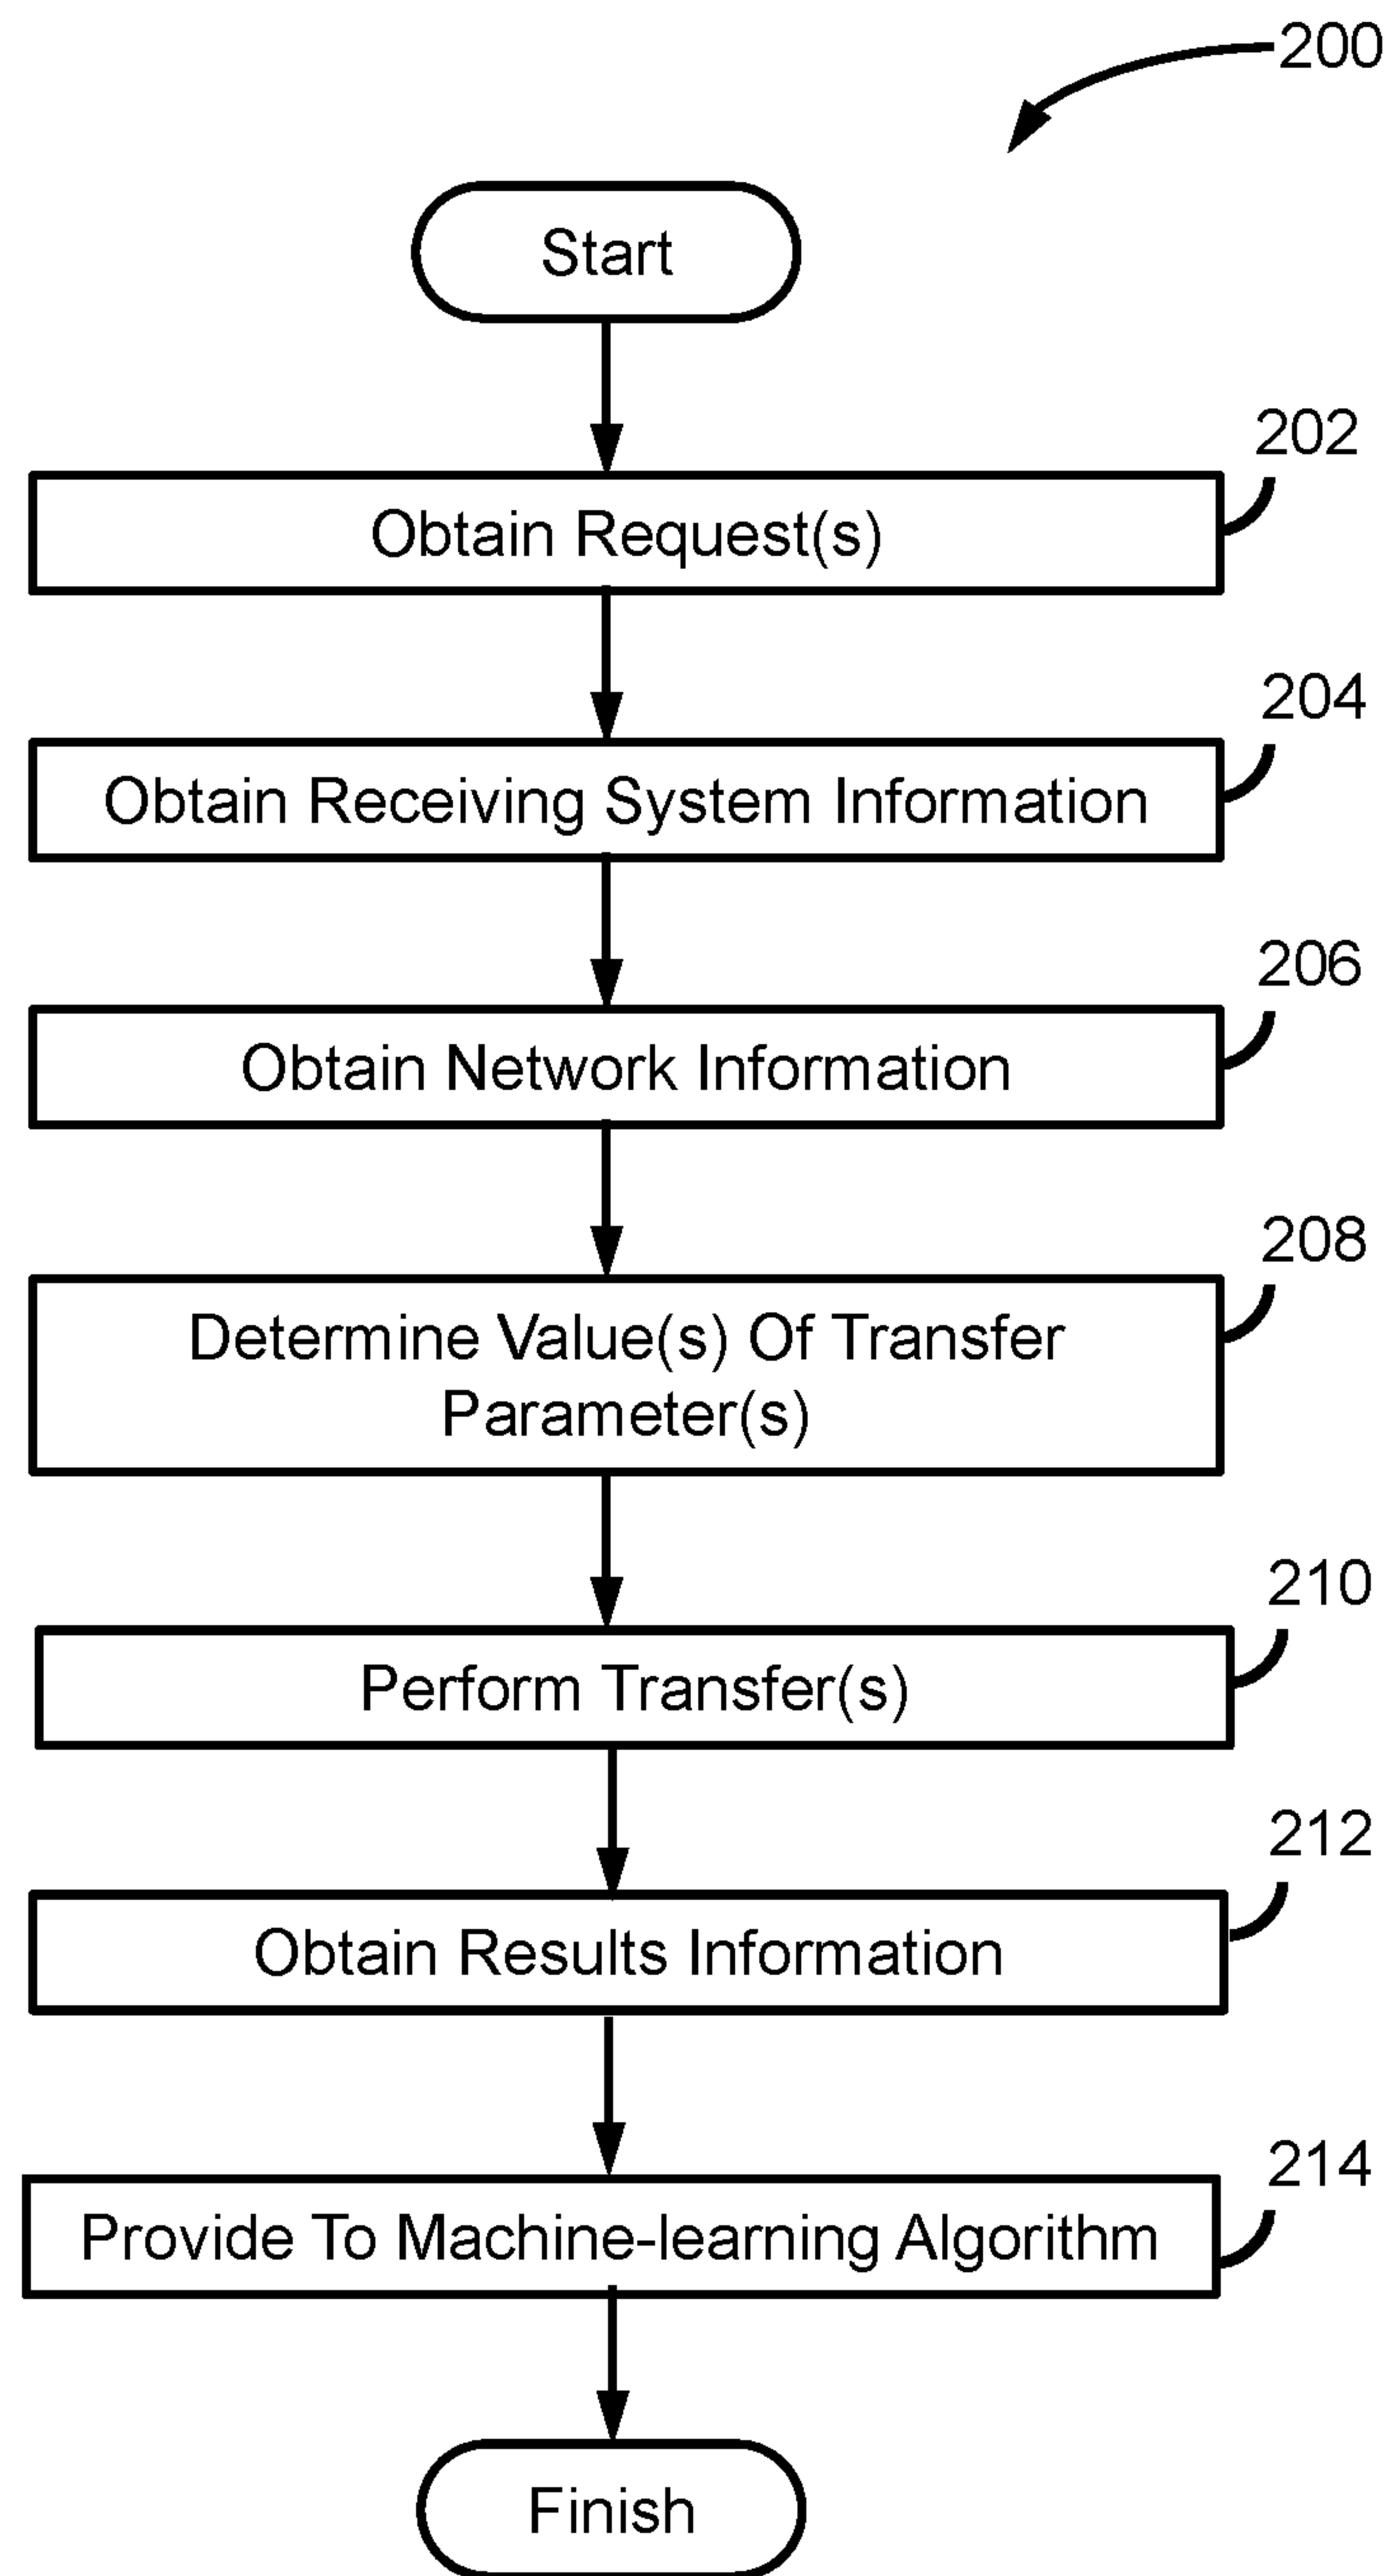 200
Start
202
Obtain Request(s)
204
Obtain Receiving System Information
206
Obtain Network Information
208
Determine Value(s) Of Transfer
Parameter(s)
210
Perform Transfer(s)
212
Obtain Results Information
214
Provide To Machine-learning Algorithm
Finish